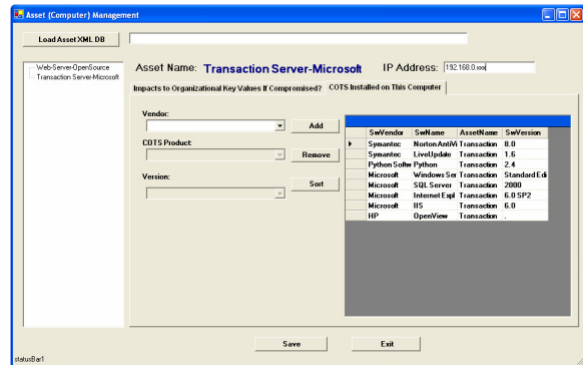 Asset (Computer) Management
Load Asset XML DB
Web-Server-OpenSource
Transaction Server-Microsoft
Asset Name: Transaction Server-Microsoft IP Address: 192.168.0.xxx
Impacts to Organizational Key Values If Compromised? COTS Installed on This Computer
Vendor:
Add
COTS Product:
Remove
Version:
Sort
SwVendor SwName AssetName SwVersion
Symantec NortonAntiVi Transaction 8.0
Symantec LiveUpdate Transaction 1.6
Python Softw Python Transaction 2.4
Microsoft Windows Ser Transaction Standard Edi
Microsoft SQL Server Transaction 2000
Microsoft Internet Expl Transaction 6.0 SP2
Microsoft IIS Transaction 6.0
HP OpenView Transaction .
Save Exit
statusBar1